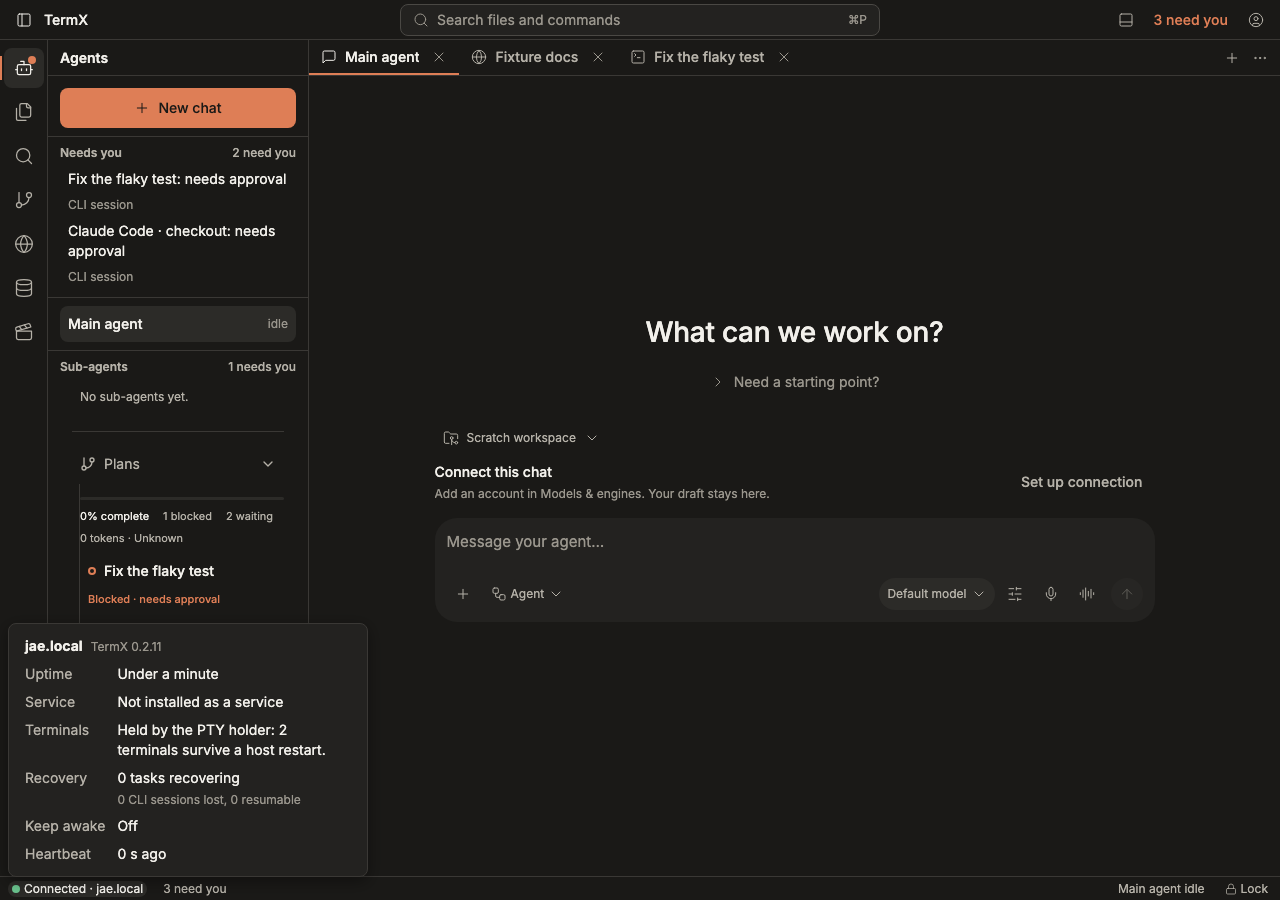 TermX
Search files and commands
⌘P
3 need you
Agents
Main agent
Fixture docs
Fix the flaky test
New chat
Needs you
2 need you
Fix the flaky test: needs approval
CLI session
Claude Code · checkout: needs
approval
CLI session
Main agent
idle
Sub-agents
1 needs you
No sub-agents yet.
Plans
0% complete
1 blocked
2 waiting
0 tokens · Unknown
Fix the flaky test
Blocked · needs approval
What can we work on?
Need a starting point?
Scratch workspace
Connect this chat
Add an account in Models & engines. Your draft stays here.
Set up connection
Message your agent...
Agent
Default model
jae.local TermX 0.2.11
Uptime Under a minute
Service Not installed as a service
Terminals Held by the PTY holder: 2
terminals survive a host restart.
Recovery 0 tasks recovering
0 CLI sessions lost, 0 resumable
Keep awake Off
Heartbeat 0 s ago
Connected · jae.local
3 need you
Main agent idle
Lock